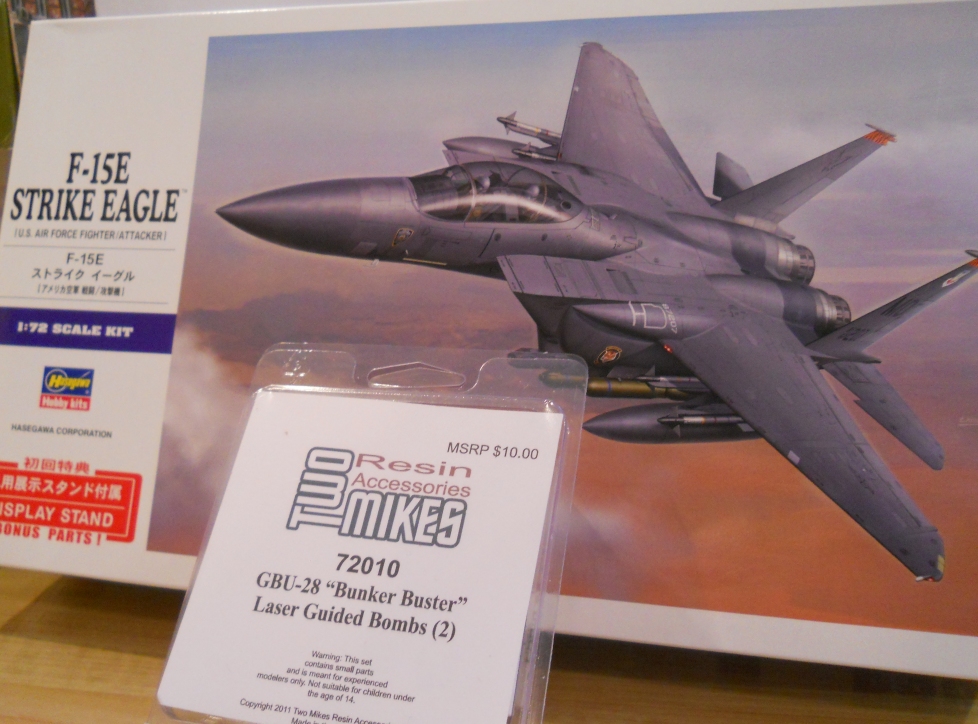 F-15E
STRIKE EAGLE™
[U.S. AIR FORCE FIGHTER/ATTACKER]
F-15E
ストライク イーグル
[アメリカ空軍 戦闘/攻撃機]
1:72 SCALE KIT
Hasegawa
Hobby kits
HASEGAWA CORPORATION
初回特典
用展示スタンド付属
ISPLAY STAND
BONUS PARTS!
MSRP $10.00
TWO MIKES
Resin
Accessories
72010
GBU-28 “Bunker Buster”
Laser Guided Bombs (2)
Warning: This set
contains small parts
and is meant for experienced
modelers only. Not suitable for children under
the age of 14.
Copyright 2011 Two Mikes Resin Access
Made in